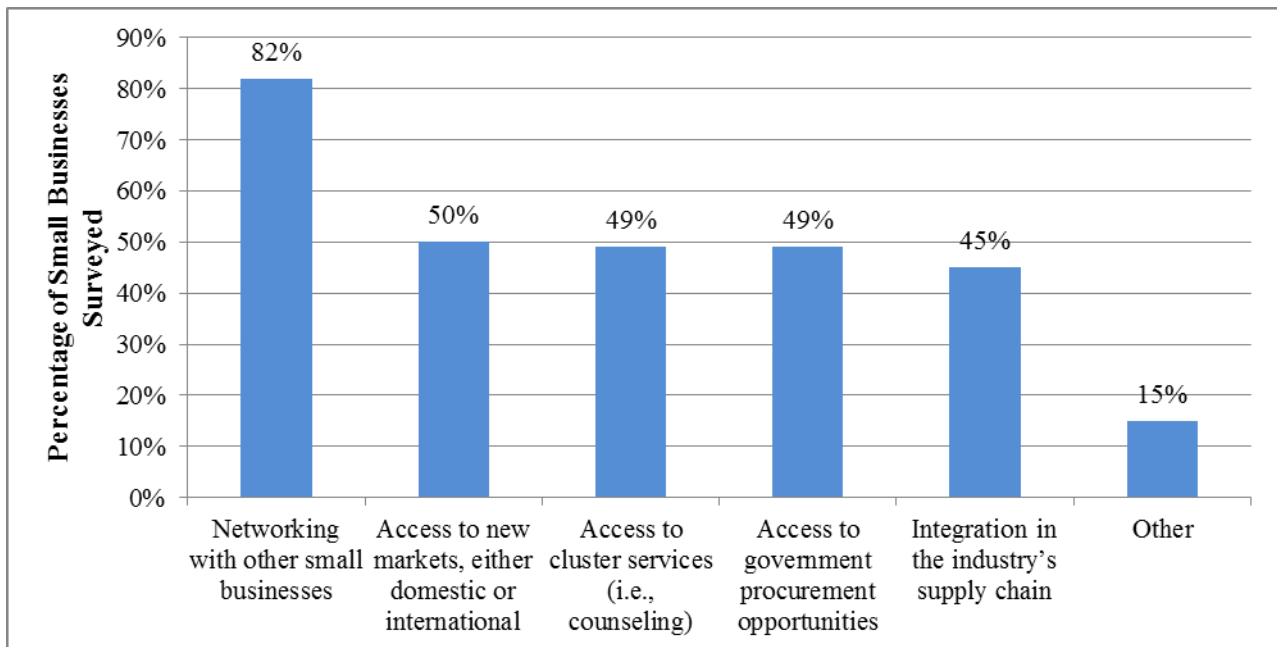 Percentage of Small Businesses
Surveyed
90%
80%
70%
60%
50%
40%
30%
20%
10%
0%
82%
50%
49%
49%
45%
15%
Networking
with other small
businesses
Access to new
markets, either
domestic or
international
Access to
cluster services
(i.e.,
counseling)
Access to
government
procurement
opportunities
Integration in
the industry’s
supply chain
Other